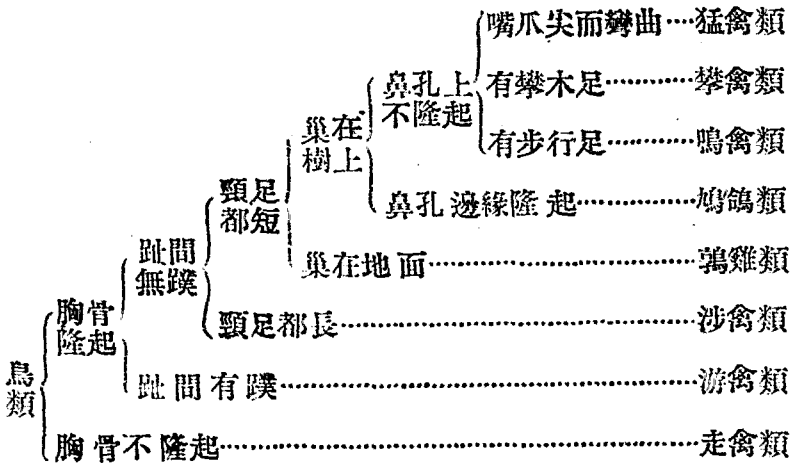 嘴爪尖而彎曲····猛禽類
鼻孔上
不隆起
有攀木足···········攀禽類
有步行足···········鳴禽類
巢在
樹上
鼻孔邊緣隆起···············鳩鴿類
頸足
都短
巢在地面···························鶉雞類
趾間
無蹼
頸足都長····································涉禽類
胸骨
隆起
趾間有蹼··········································游禽類
鳥
類
胸骨不隆起················································走禽類